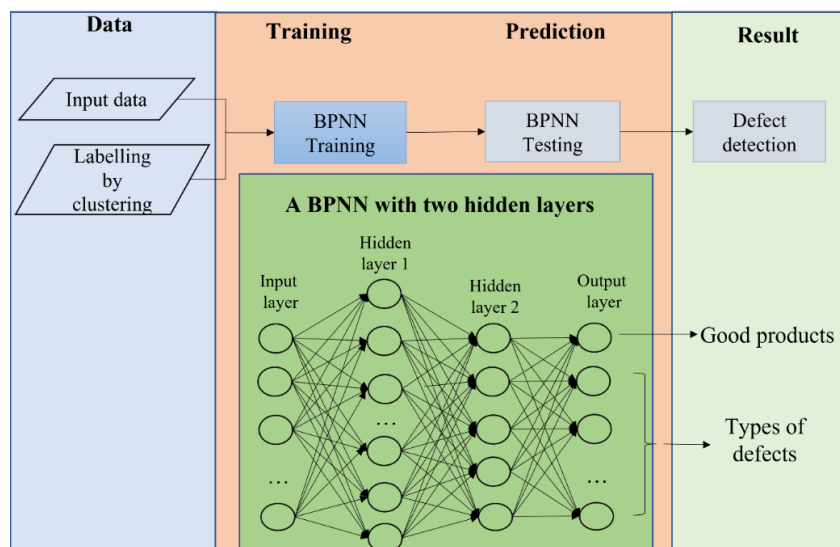 Data
Training
Prediction
Result
Input data
BPNN
Training
BPNN
Testing
Defect
detection
Labelling
by
clustering
A BPNN with two hidden layers
Hidden
layer 1
Input
layer
Hidden
layer 2
Output
layer
Good products
...
Types of
defects
...
...